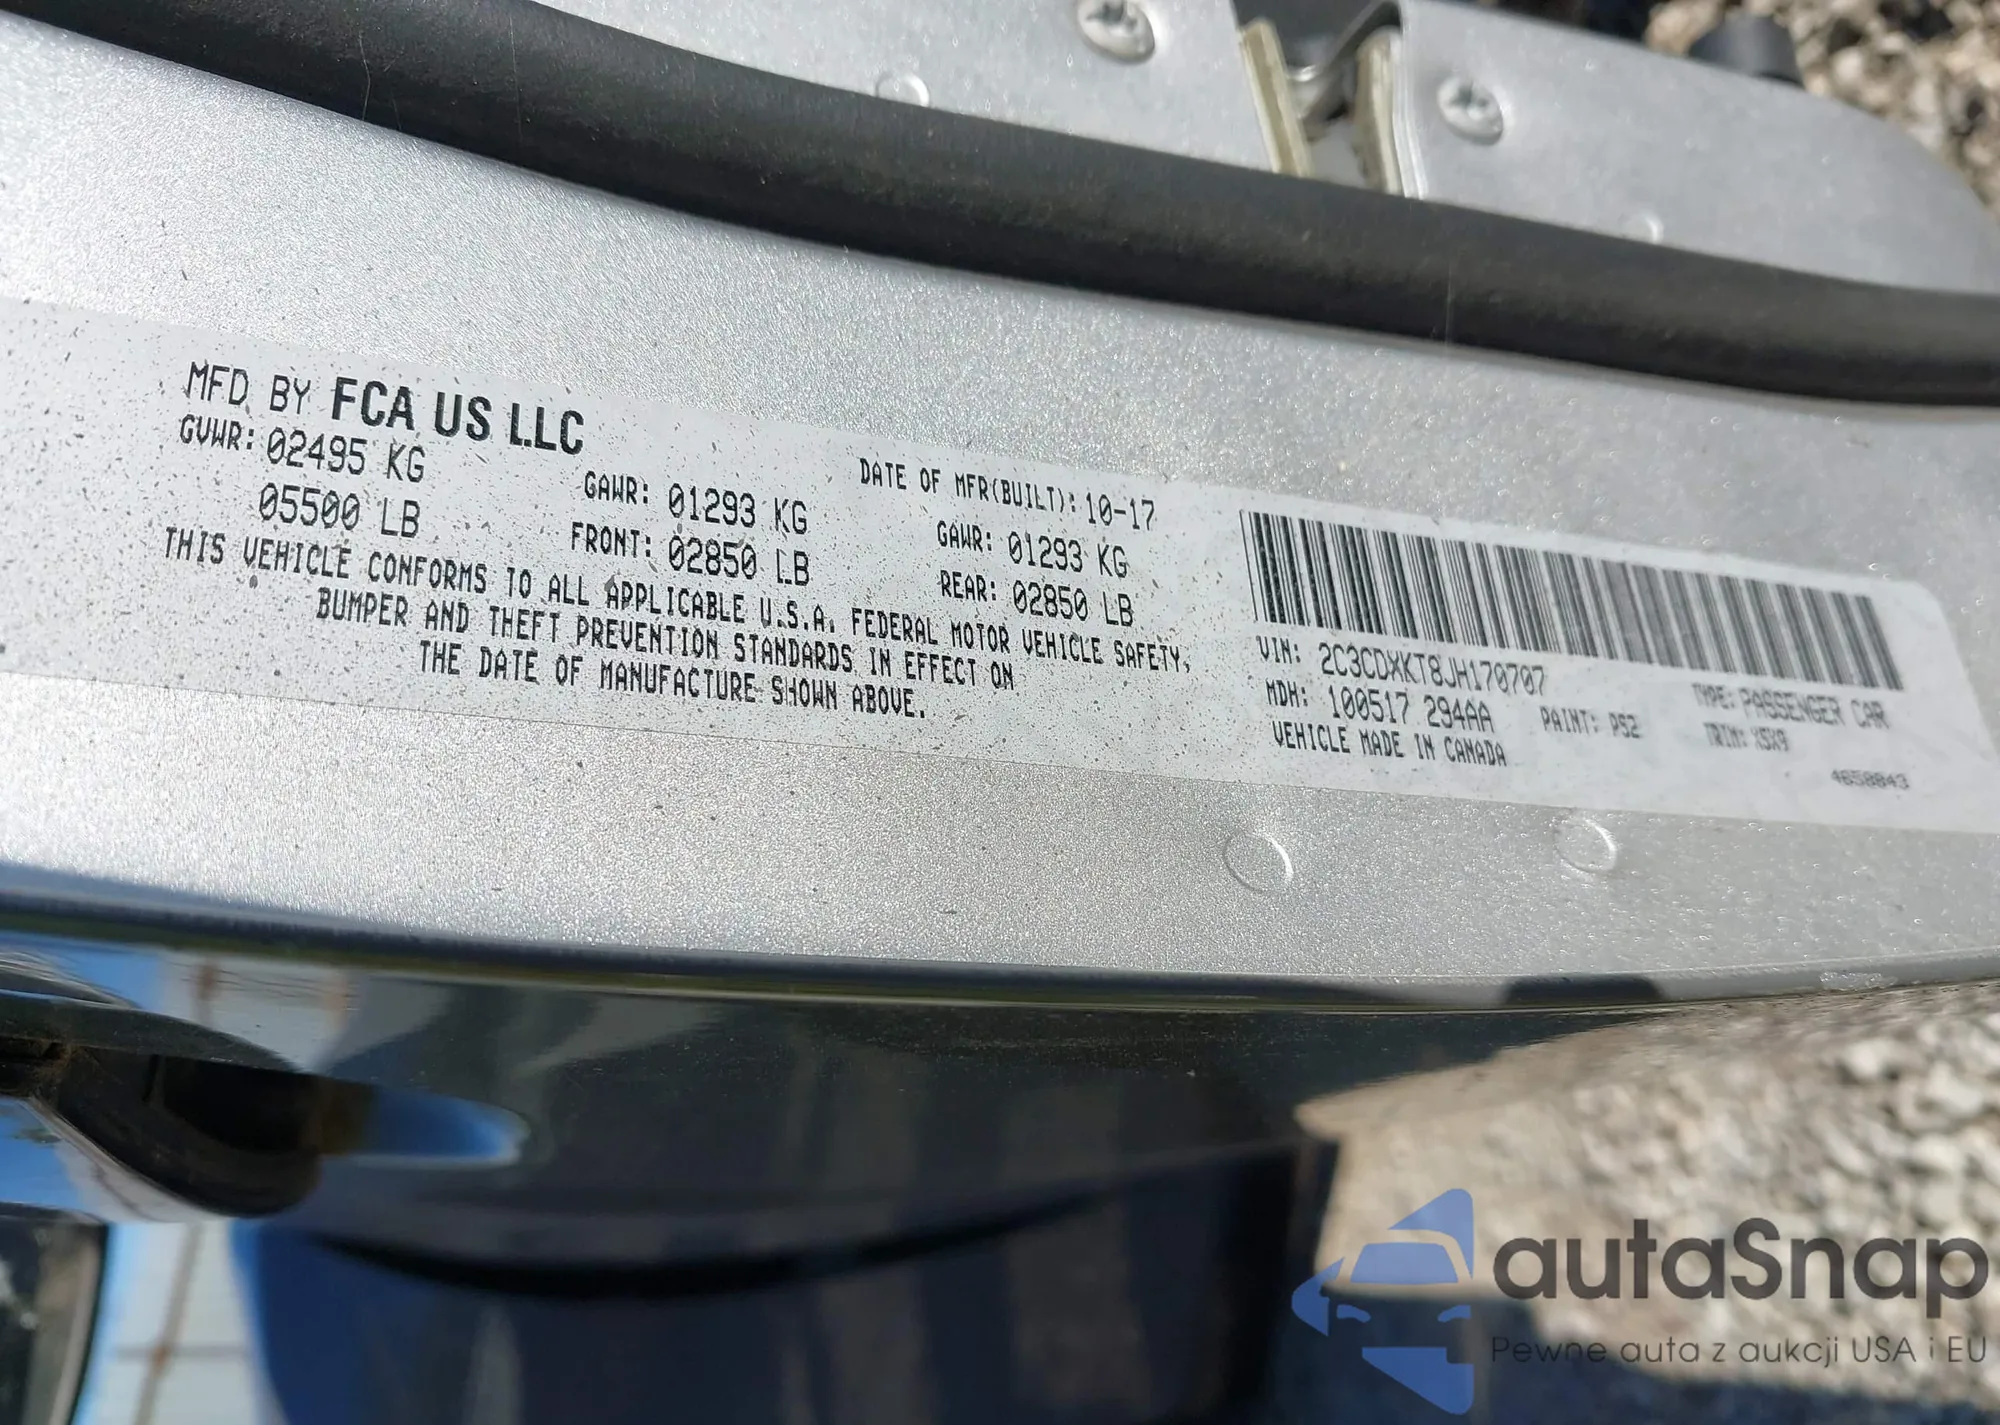 MFD BY FCA US LLC
DATE OF MFR(BUILT): 10-17
GVWR: 02495 KG
05500 LB
GAWR: 01293 KG
FRONT: 02850 LB
GAWR: 01293 KG
REAR: 02850 LB
THIS VEHICLE CONFORMS TO ALL APPLICABLE U.S.A. FEDERAL MOTOR VEHICLE SAFETY,
BUMPER AND THEFT PREVENTION STANDARDS IN EFFECT ON
THE DATE OF MANUFACTURE SHOWN ABOVE.
VIN: 2C3CDXKT8JH170707
TYPE: PASSENGER CAR
MDH: 100517 294AA
PAINT: PS2
TRIM: X5X9
VEHICLE MADE IN CANADA
4658843
autaSnap
Pewne auta z aukcji USA i EU